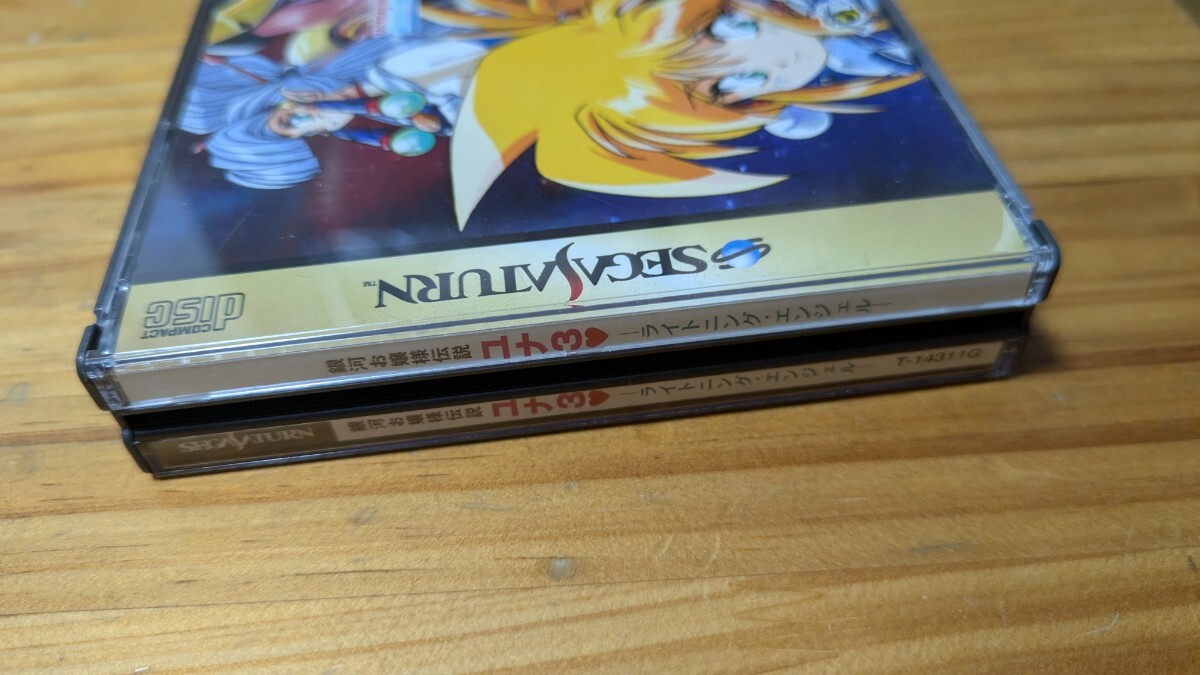 SEGA SATURN™
COMPACT
disc
銀河お嬢様伝説 ユナ3♥ ―ライトニング・エンジェル―
SEGA SATURN 銀河お嬢様伝説 ユナ3♥ ―ライトニング・エンジェル― T-14311G